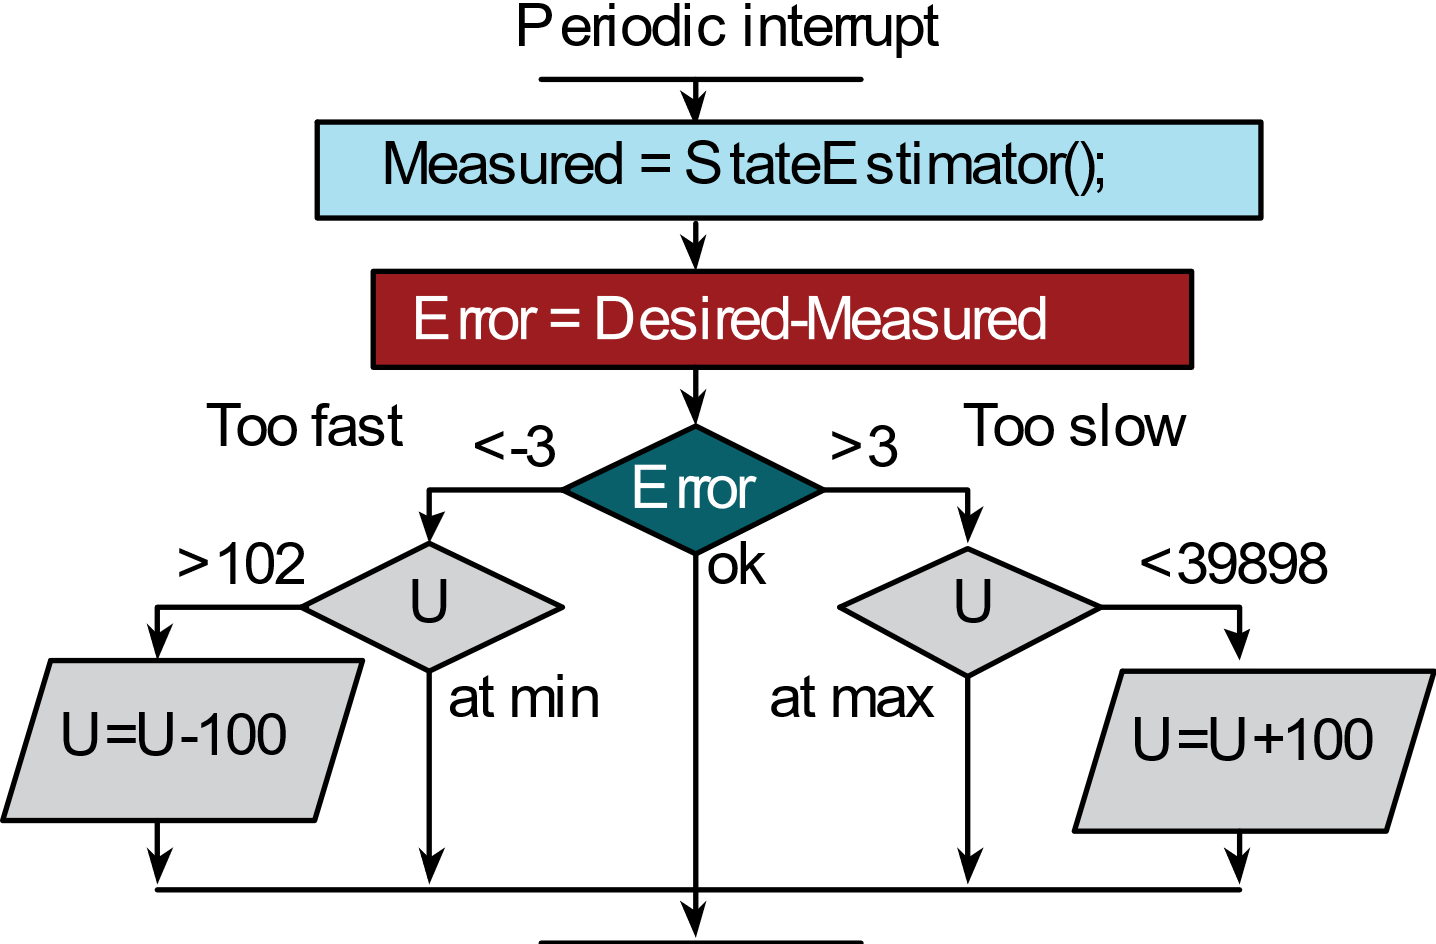 Periodic interrupt
Measured = StateEstimator();
Error = Desired-Measured
Too fast
<-3
Error
>3
Too slow
>102
U
ok
U
<39898
U=U-100
at min
at max
U=U+100